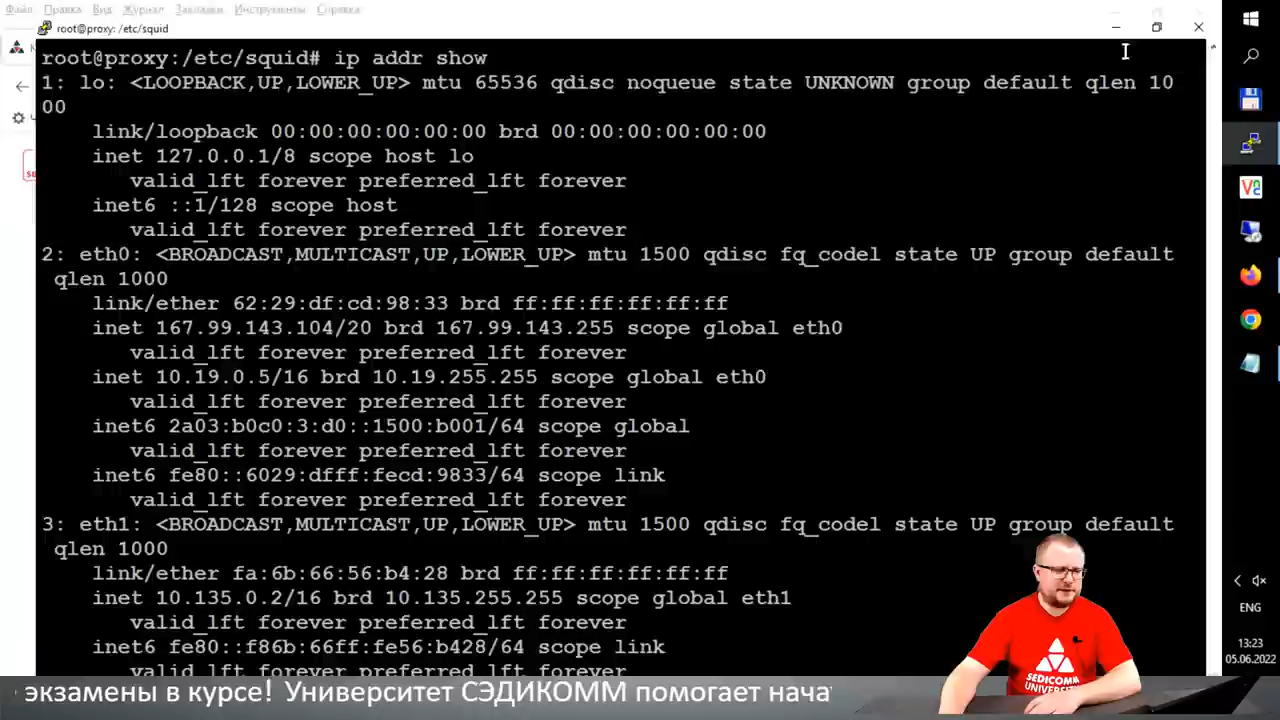 Файл Правка Вид Журнал Закладки Инструменты Справка
root@proxy: /etc/squid
root@proxy:/etc/squid# ip addr show
1: lo: <LOOPBACK,UP,LOWER_UP> mtu 65536 qdisc noqueue state UNKNOWN group default qlen 10
00
link/loopback 00:00:00:00:00:00 brd 00:00:00:00:00:00
inet 127.0.0.1/8 scope host lo
valid_lft forever preferred_lft forever
inet6 ::1/128 scope host
valid_lft forever preferred_lft forever
2: eth0: <BROADCAST,MULTICAST,UP,LOWER_UP> mtu 1500 qdisc fq_codel state UP group default
qlen 1000
link/ether 62:29:df:cd:98:33 brd ff:ff:ff:ff:ff:ff
inet 167.99.143.104/20 brd 167.99.143.255 scope global eth0
valid_lft forever preferred_lft forever
inet 10.19.0.5/16 brd 10.19.255.255 scope global eth0
valid_lft forever preferred_lft forever
inet6 2a03:b0c0:3:d0::1500:b001/64 scope global
valid_lft forever preferred_lft forever
inet6 fe80::6029:dfff:fecd:9833/64 scope link
valid_lft forever preferred_lft forever
3: eth1: <BROADCAST,MULTICAST,UP,LOWER_UP> mtu 1500 qdisc fq_codel state UP group default
qlen 1000
link/ether fa:6b:66:56:b4:28 brd ff:ff:ff:ff:ff:ff
inet 10.135.0.2/16 brd 10.135.255.255 scope global eth1
valid_lft forever preferred_lft forever
inet6 fe80::f86b:66ff:fe56:b428/64 scope link
valid_lft forever preferred_lft forever
ENG
13:23
05.06.2022
SEDICOMM
UNIVERSITY
экзамены в курсе! Университет СЭДИКОММ помогает нача